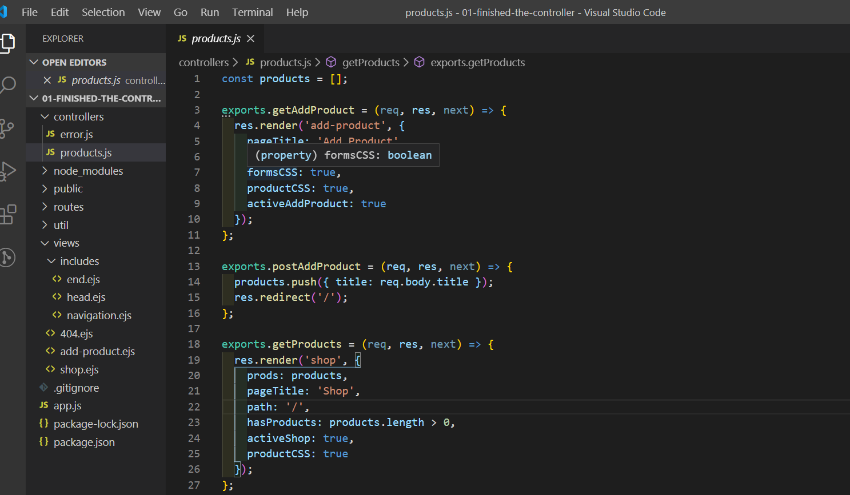 File Edit Selection View Go Run Terminal Help products.js - 01-finished-the-controller - Visual Studio Code
EXPLORER
OPEN EDITORS
JS products.js controll...
01-FINISHED-THE-CONTR...
controllers
JS error.js
JS products.js
node_modules
public
routes
util
views
includes
<> end.ejs
<> head.ejs
<> navigation.ejs
<> 404.ejs
<> add-product.ejs
<> shop.ejs
.gitignore
JS app.js
{} package-lock.json
{} package.json
JS products.js
controllers > JS products.js > getProducts > exports.getProducts
1 const products = [];
2
3 exports.getAddProduct = (req, res, next) => {
4 res.render('add-product', {
5 pageTitle: 'Add Product'
6 (property) formsCSS: boolean
7 formsCSS: true,
8 productCSS: true,
9 activeAddProduct: true
10 });
11 };
12
13 exports.postAddProduct = (req, res, next) => {
14 products.push({ title: req.body.title });
15 res.redirect('/');
16 };
17
18 exports.getProducts = (req, res, next) => {
19 res.render('shop', {
20 prods: products,
21 pageTitle: 'Shop',
22 path: '/',
23 hasProducts: products.length > 0,
24 activeShop: true,
25 productCSS: true
26 });
27 };